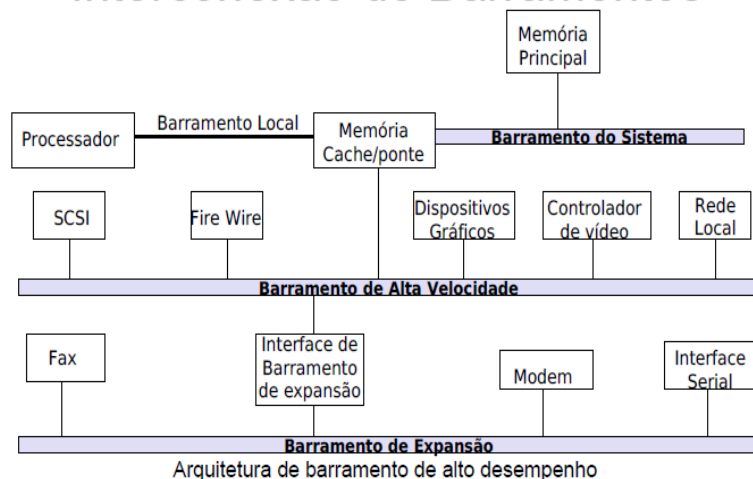 Memória
Principal
Barramento Local
Processador
Memória
Cache/ponte
Barramento do Sistema
SCSI
Fire Wire
Dispositivos
Gráficos
Controlador
de vídeo
Rede
Local
Barramento de Alta Velocidade
Fax
Interface de
Barramento
de expansão
Modem
Interface
Serial
Barramento de Expansão
Arquitetura de barramento de alto desempenho